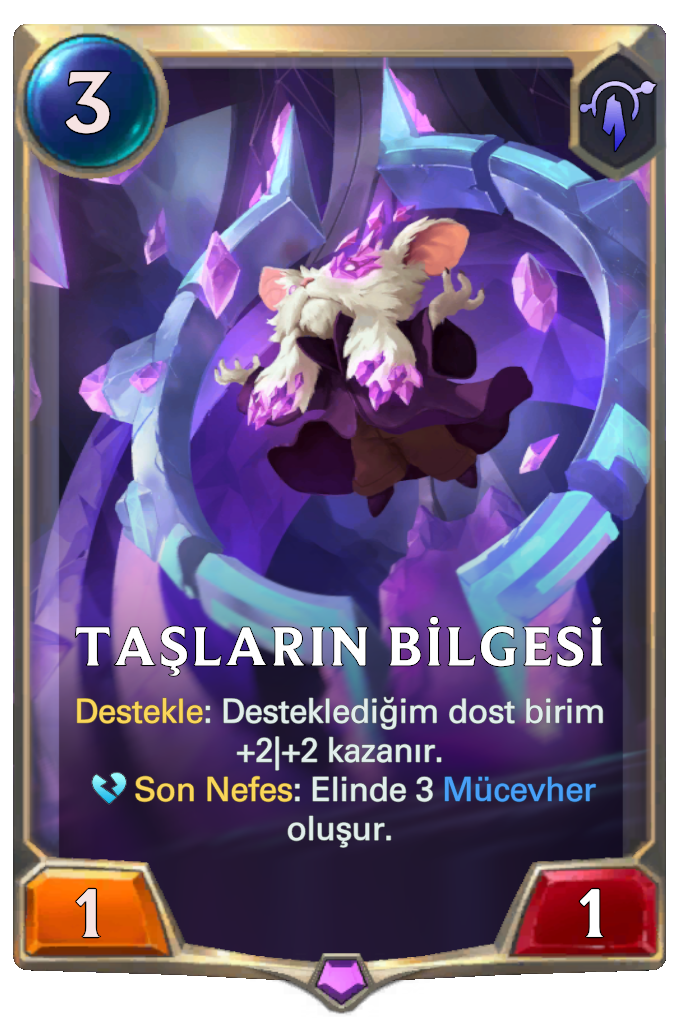 3
TAŞLARIN BİLGESİ
Destekle: Desteklediğim dost birim
+2|+2 kazanır.
Son Nefes: Elinde 3 Mücevher
oluşur.
1
1